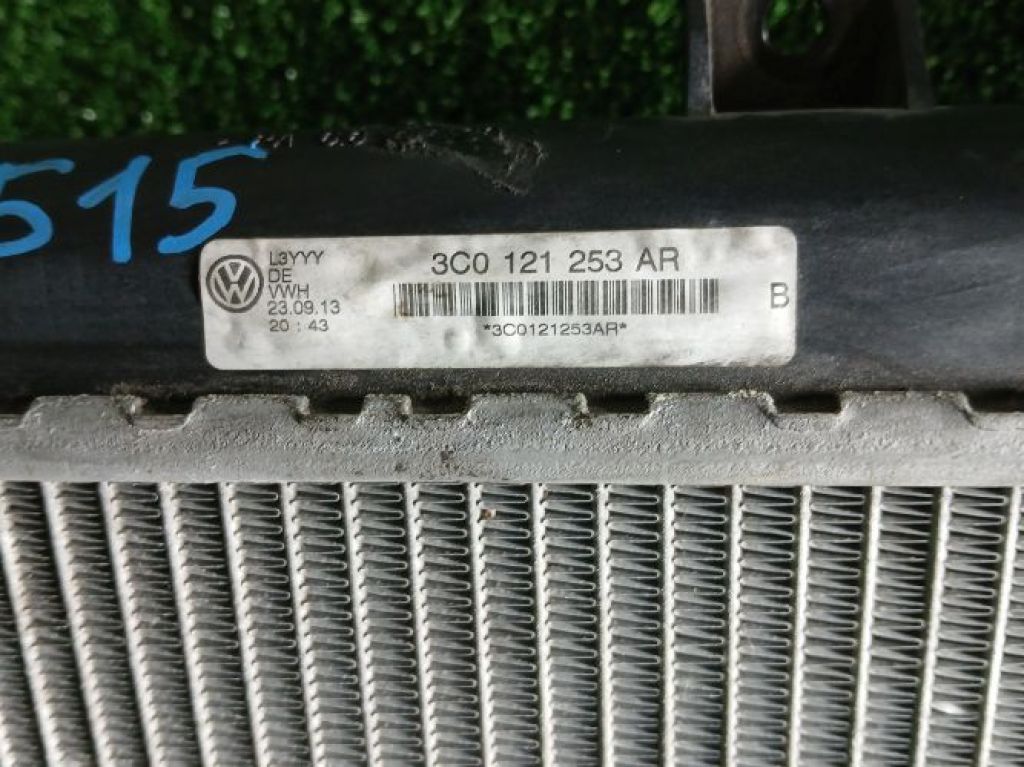 515
L3YYY
DE
VWH
23.09.13
20 : 43
3C0 121 253 AR
*3C0121253AR*
B